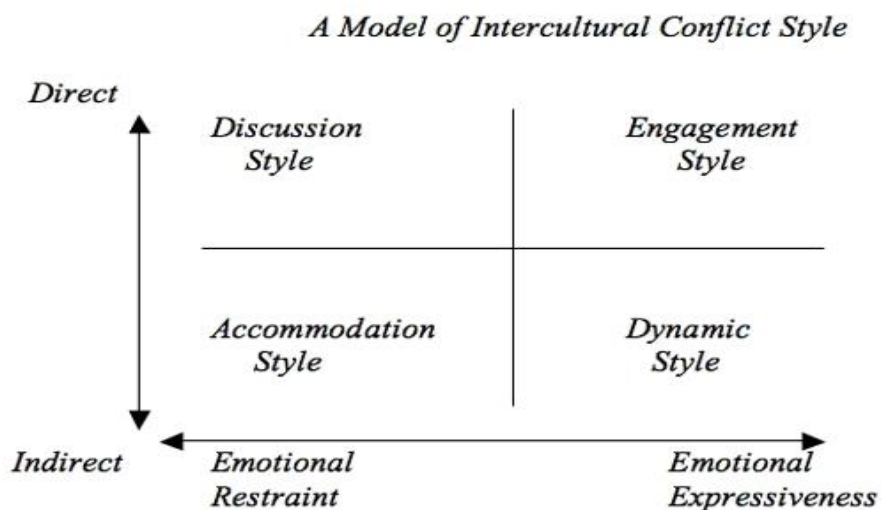 A Model of Intercultural Conflict Style
Direct
Discussion
Style
Engagement
Style
Accommodation
Style
Dynamic
Style
Indirect
Emotional
Restraint
Emotional
Expressiveness